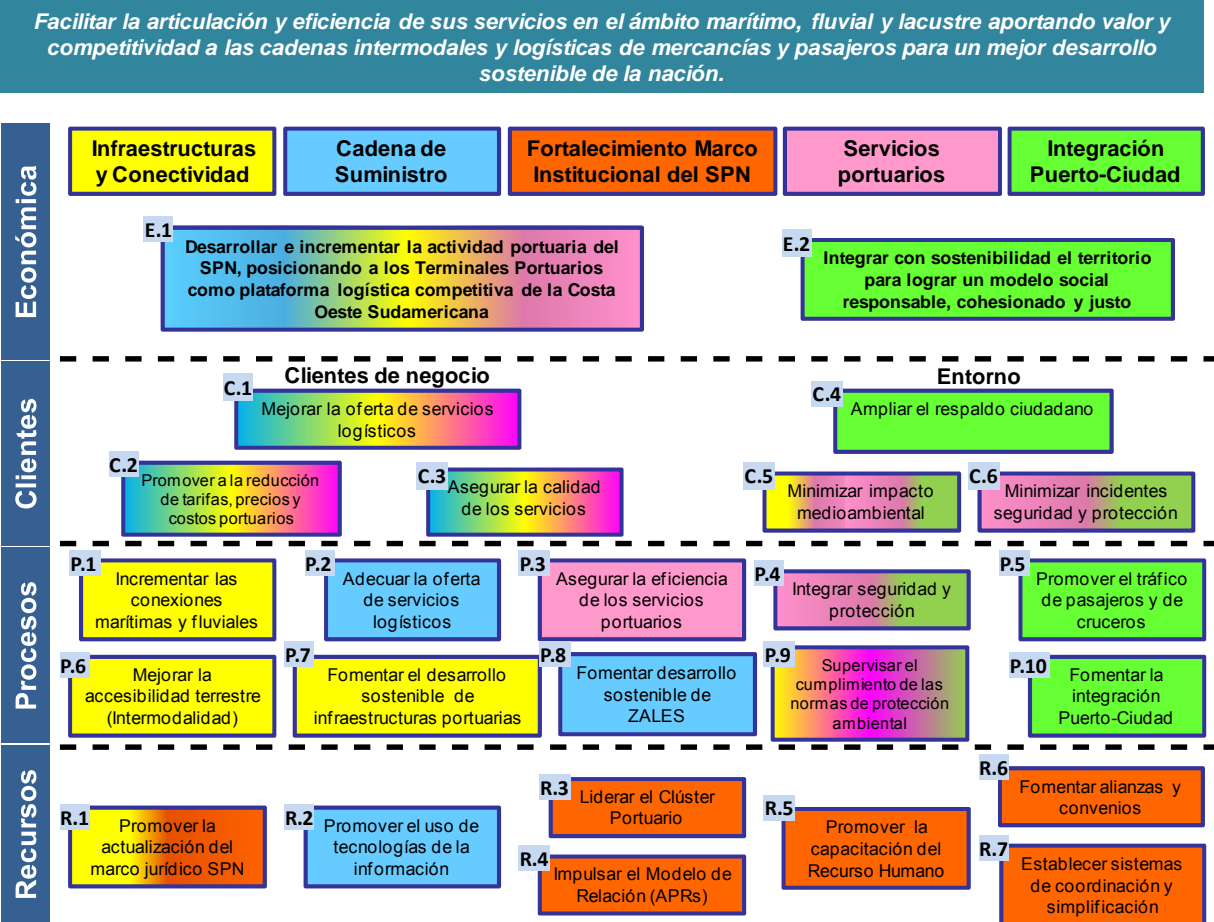 Facilitar la articulación y eficiencia de sus servicios en el ámbito marítimo, fluvial y lacustre aportando valor y
competitividad a las cadenas intermodales y logísticas de mercancías y pasajeros para un mejor desarrollo
sostenible de la nación.
Económica
Infraestructuras
y Conectividad
Cadena de
Suministro
Fortalecimiento Marco
Institucional del SPN
Servicios
portuarios
Integración
Puerto-Ciudad
E.1
Desarrollar e incrementar la actividad portuaria del
SPN, posicionando a los Terminales Portuarios
como plataforma logística competitiva de la Costa
Oeste Sudamericana
E.2
Integrar con sostenibilidad el territorio
para lograr un modelo social
responsable, cohesionado y justo
Clientes
Clientes de negocio
C.1
Mejorar la oferta de servicios
logísticos
C.2
Promover a la reducción
de tarifas, precios y
costos portuarios
C.3
Asegurar la calidad
de los servicios
Entorno
C.4
Ampliar el respaldo ciudadano
C.5
Minimizar impacto
medioambiental
C.6
Minimizar incidentes
seguridad y protección
Procesos
P.1
Incrementar las
conexiones
marítimas y fluviales
P.2
Adecuar la oferta
de servicios
logísticos
P.3
Asegurar la eficiencia
de los servicios
portuarios
P.4
Integrar seguridad y
protección
P.5
Promover el tráfico
de pasajeros y de
cruceros
P.6
Mejorar la
accesibilidad terrestre
(Intermodalidad)
P.7
Fomentar el desarrollo
sostenible de
infraestructuras portuarias
P.8
Fomentar desarrollo
sostenible de
ZALES
P.9
Supervisar el
cumplimiento de las
normas de protección
ambiental
P.10
Fomentar la
integración
Puerto-Ciudad
Recursos
R.1
Promover la
actualización del
marco jurídico SPN
R.2
Promover el uso de
tecnologías de la
información
R.3
Liderar el Clúster
Portuario
R.4
Impulsar el Modelo de
Relación (APRs)
R.5
Promover la
capacitación del
Recurso Humano
R.6
Fomentar alianzas y
convenios
R.7
Establecer sistemas
de coordinación y
simplificación